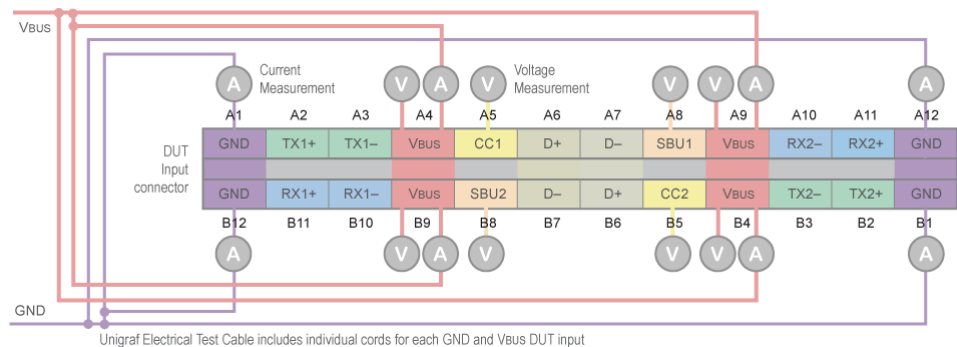 VBUS
Current
Measurement
Voltage
Measurement
A A V A V V V V A A
A1 A2 A3 A4 A5 A6 A7 A8 A9 A10 A11 A12
DUT
Input
connector
GND TX1+ TX1– VBUS CC1 D+ D– SBU1 VBUS RX2– RX2+ GND
GND RX1+ RX1– VBUS SBU2 D– D+ CC2 VBUS TX2– TX2+ GND
B12 B11 B10 B9 B8 B7 B6 B5 B4 B3 B2 B1
A V A V V V A A
GND
Unigraf Electrical Test Cable includes individual cords for each GND and VBUS DUT input